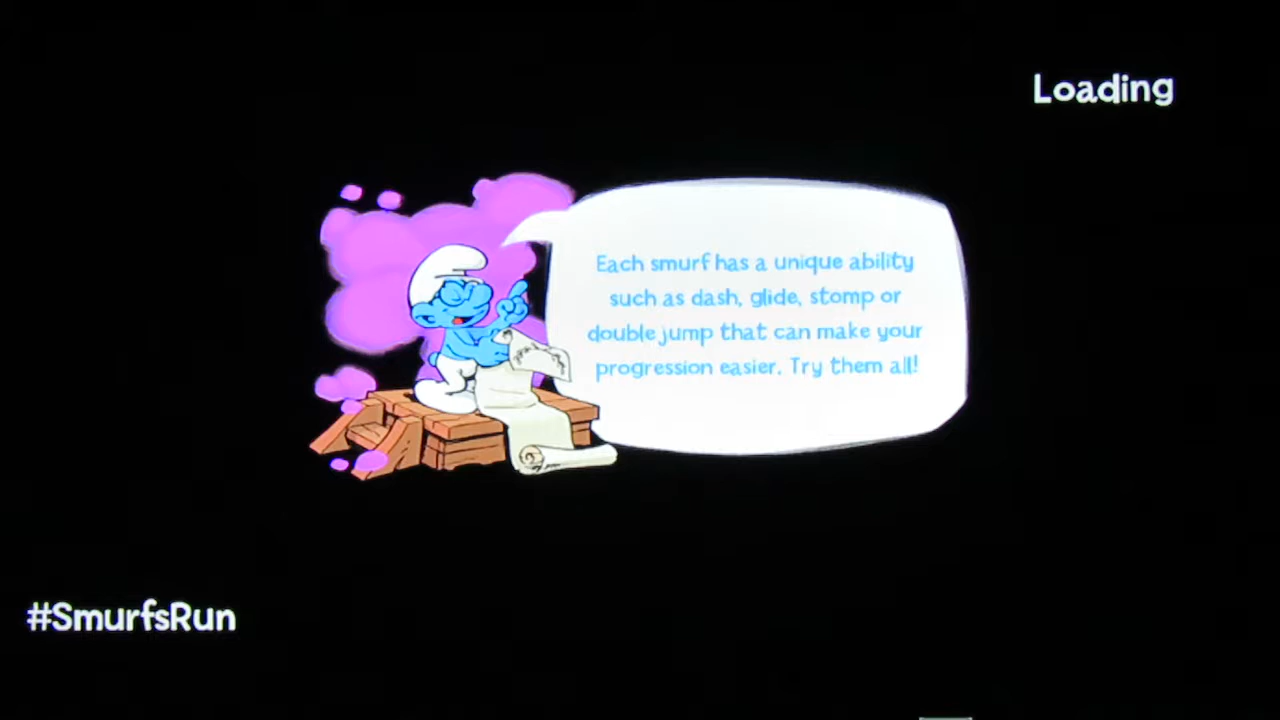 Loading
Each smurf has a unique ability
such as dash, glide, stomp or
double jump that can make your
progression easier. Try them all!
#SmurfsRun